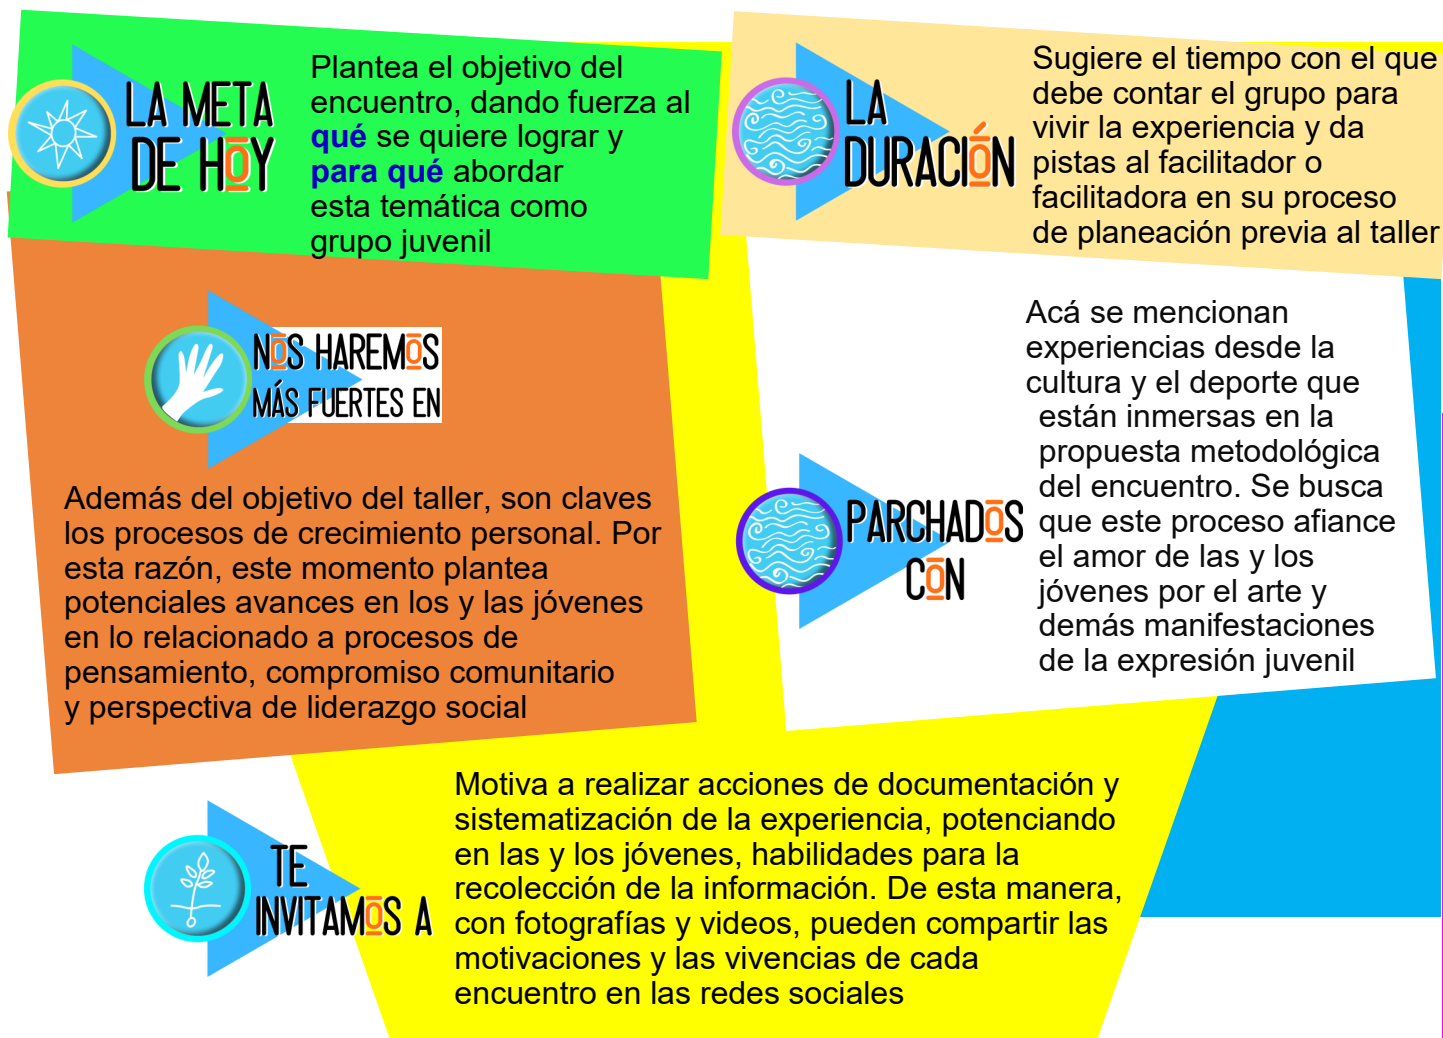 LA META
DE HOY
Plantea el objetivo del
encuentro, dando fuerza al
qué se quiere lograr y
para qué abordar
esta temática como
grupo juvenil
LA
DURACIÓN
Sugiere el tiempo con el que
debe contar el grupo para
vivir la experiencia y da
pistas al facilitador o
facilitadora en su proceso
de planeación previa al taller
NOS HAREMOS
MÁS FUERTES EN
Además del objetivo del taller, son claves
los procesos de crecimiento personal. Por
esta razón, este momento plantea
potenciales avances en los y las jóvenes
en lo relacionado a procesos de
pensamiento, compromiso comunitario
y perspectiva de liderazgo social
PARCHADOS
CON
Acá se mencionan
experiencias desde la
cultura y el deporte que
están inmersas en la
propuesta metodológica
del encuentro. Se busca
que este proceso afiance
el amor de las y los
jóvenes por el arte y
demás manifestaciones
de la expresión juvenil
TE
INVITAMOS A
Motiva a realizar acciones de documentación y
sistematización de la experiencia, potenciando
en las y los jóvenes, habilidades para la
recolección de la información. De esta manera,
con fotografías y videos, pueden compartir las
motivaciones y las vivencias de cada
encuentro en las redes sociales